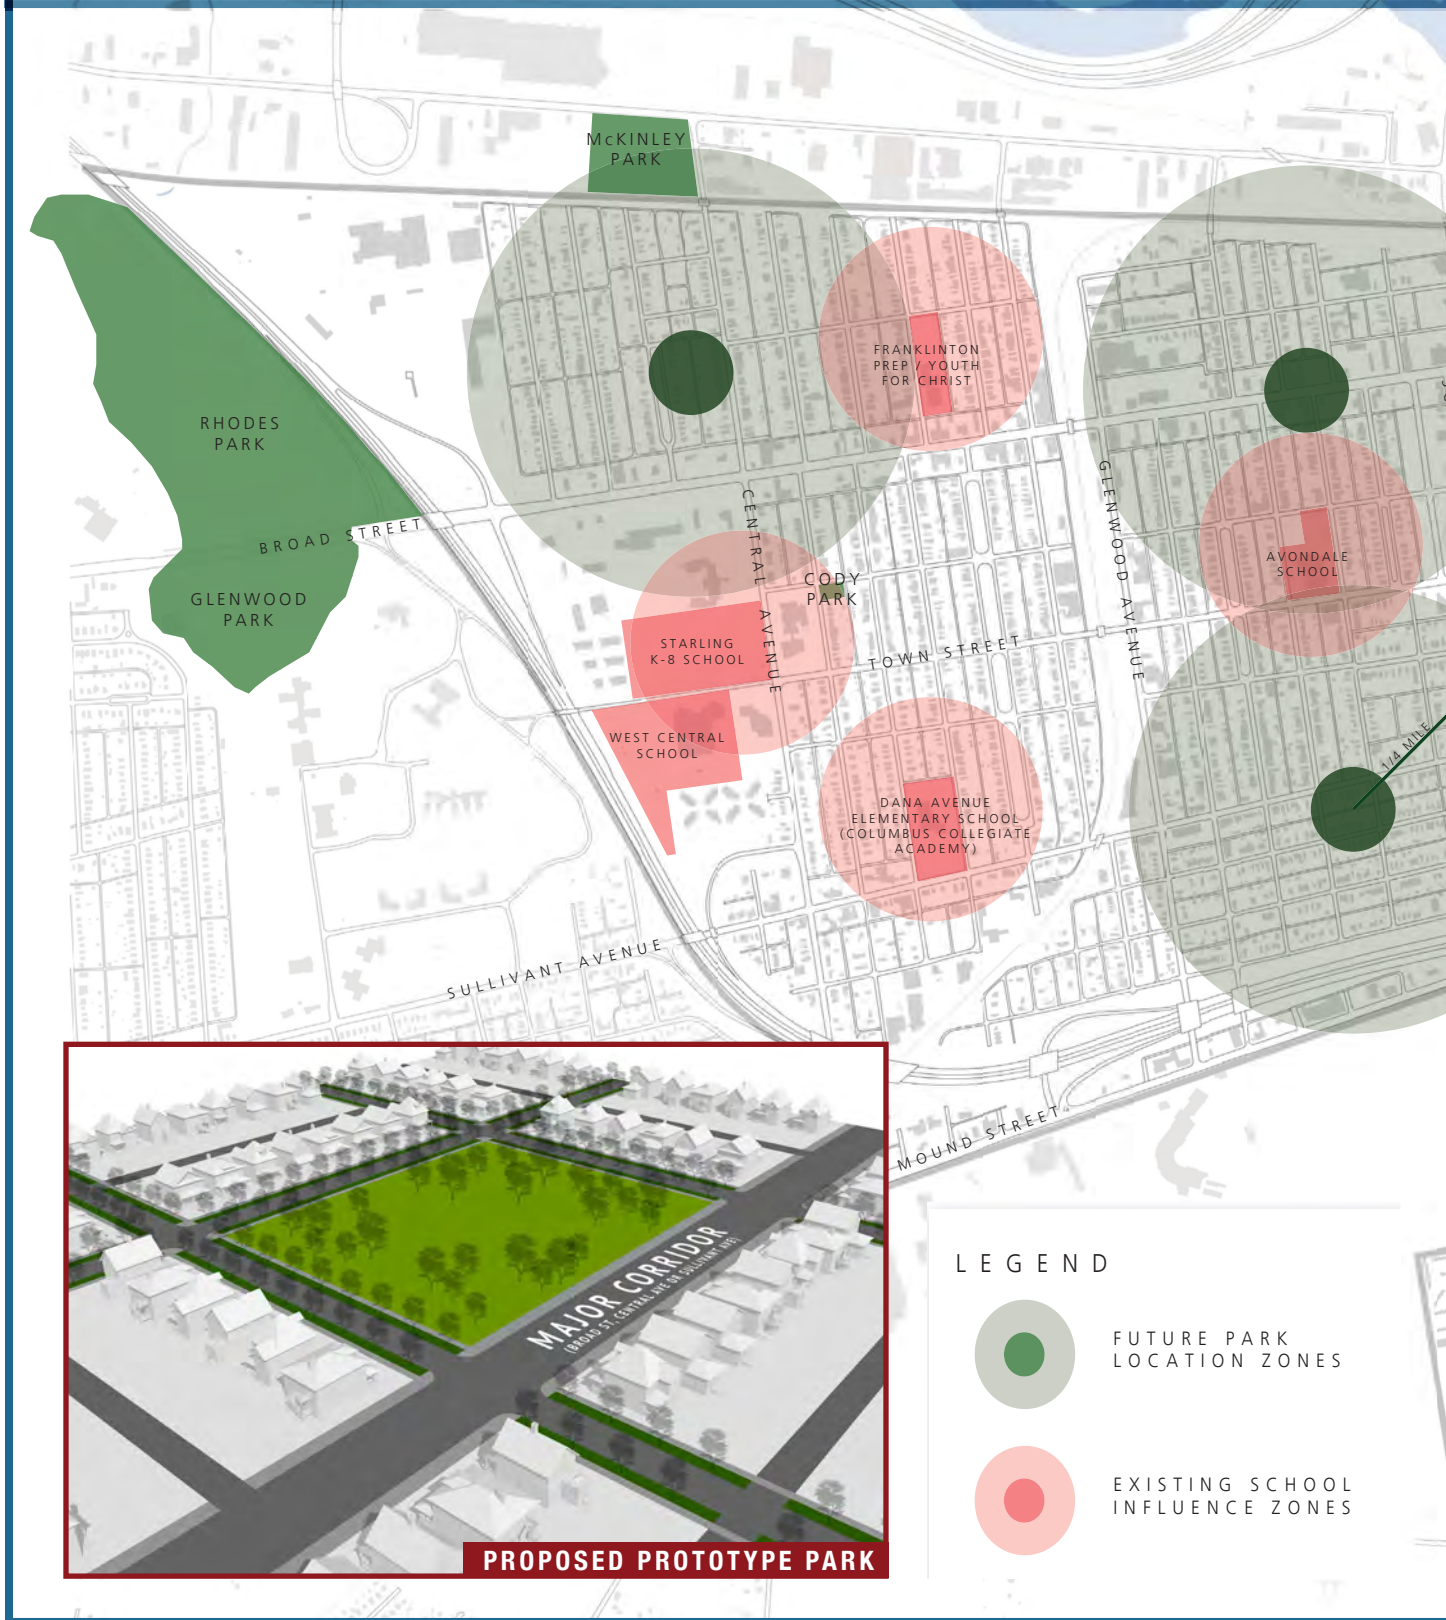 McKINLEY
PARK
FRANKLINTON
PREP / YOUTH
FOR CHRIST
RHODES
PARK
BROAD STREET
GLENWOOD
PARK
CENTRAL AVENUE
CODY
PARK
GLENWOOD AVENUE
AVONDALE
SCHOOL
STARLING
K-8 SCHOOL
TOWN STREET
WEST CENTRAL
SCHOOL
1/4 MILE
DANA AVENUE
ELEMENTARY SCHOOL
(COLUMBUS COLLEGIATE
ACADEMY)
SULLIVANT AVENUE
MOUND STREET
MAJOR CORRIDOR
(BROAD ST, CENTRAL AVE OR SULLIVANT AVE)
PROPOSED PROTOTYPE PARK
LEGEND
FUTURE PARK
LOCATION ZONES
EXISTING SCHOOL
INFLUENCE ZONES